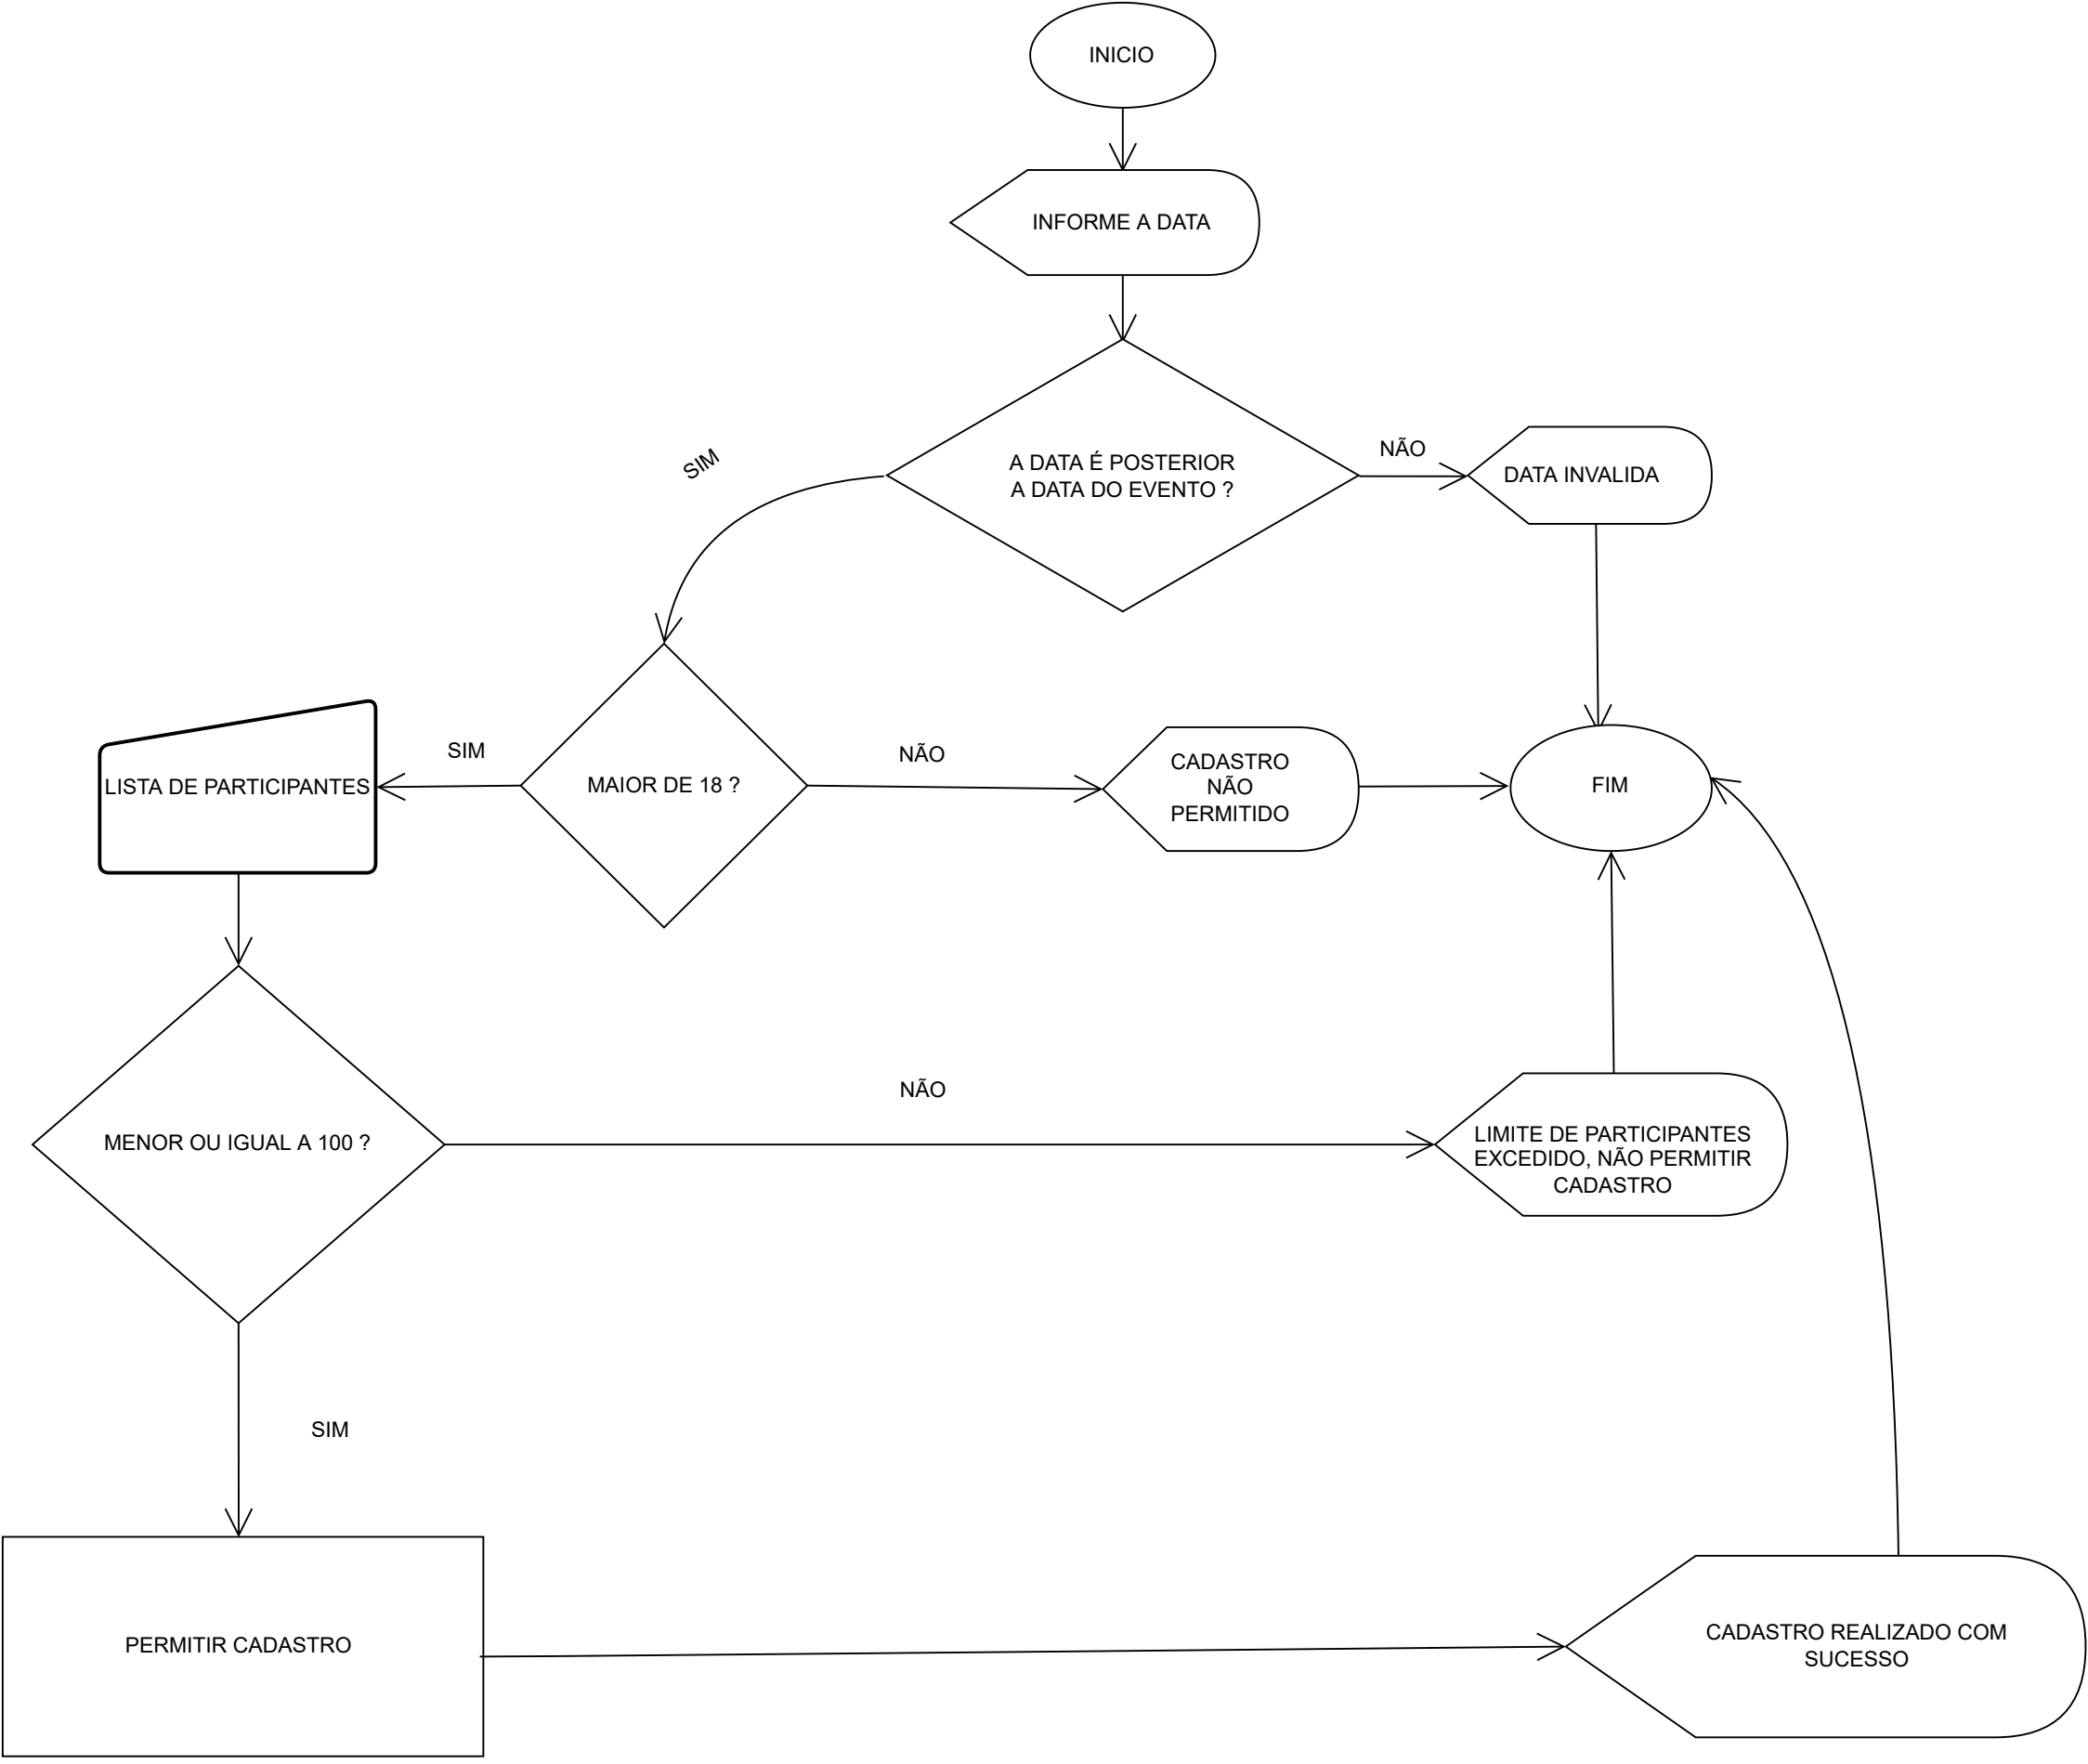 INICIO
INFORME A DATA
A DATA É POSTERIOR
A DATA DO EVENTO ?
SIM
NÃO
DATA INVALIDA
MAIOR DE 18 ?
SIM
LISTA DE PARTICIPANTES
NÃO
CADASTRO
NÃO
PERMITIDO
FIM
MENOR OU IGUAL A 100 ?
NÃO
LIMITE DE PARTICIPANTES
EXCEDIDO, NÃO PERMITIR
CADASTRO
SIM
PERMITIR CADASTRO
CADASTRO REALIZADO COM
SUCESSO